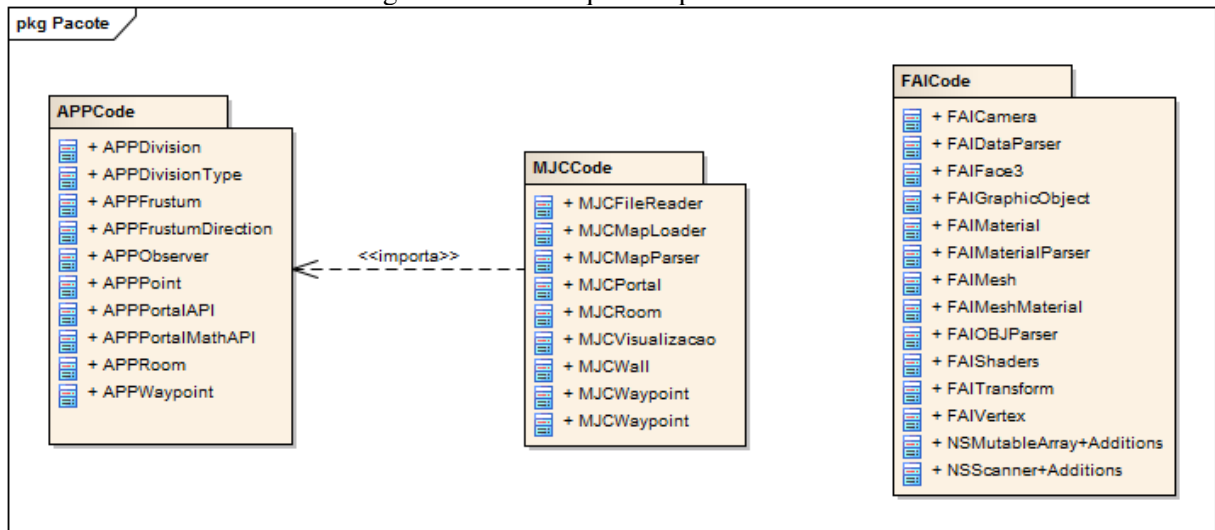 pkg Pacote
APPCode
+ APPDivision
+ APPDivisionType
+ APPFrustum
+ APPFrustumDirection
+ APPObserver
+ APPPoint
+ APPPortalAPI
+ APPPortalMathAPI
+ APPRoom
+ APPWaypoint
<<importa>>
MJCCode
+ MJCFileReader
+ MJCMapLoader
+ MJCMapParser
+ MJCPortal
+ MJCRoom
+ MJCVisualizacao
+ MJCWall
+ MJCWaypoint
+ MJCWaypoint
FAICode
+ FAICamera
+ FAIDataParser
+ FAIFace3
+ FAIGraphicObject
+ FAIMaterial
+ FAIMaterialParser
+ FAIMesh
+ FAIMeshMaterial
+ FAIOBJParser
+ FAIShaders
+ FAITransform
+ FAIVertex
+ NSMutableArray+Additions
+ NSScanner+Additions